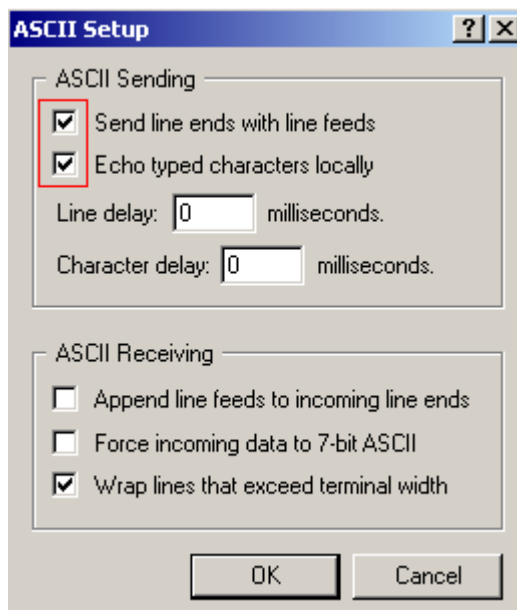 ASCII Setup
ASCII Sending
Send line ends with line feeds
Echo typed characters locally
Line delay: 0 milliseconds.
Character delay: 0 milliseconds.
ASCII Receiving
Append line feeds to incoming line ends
Force incoming data to 7-bit ASCII
Wrap lines that exceed terminal width
OK Cancel